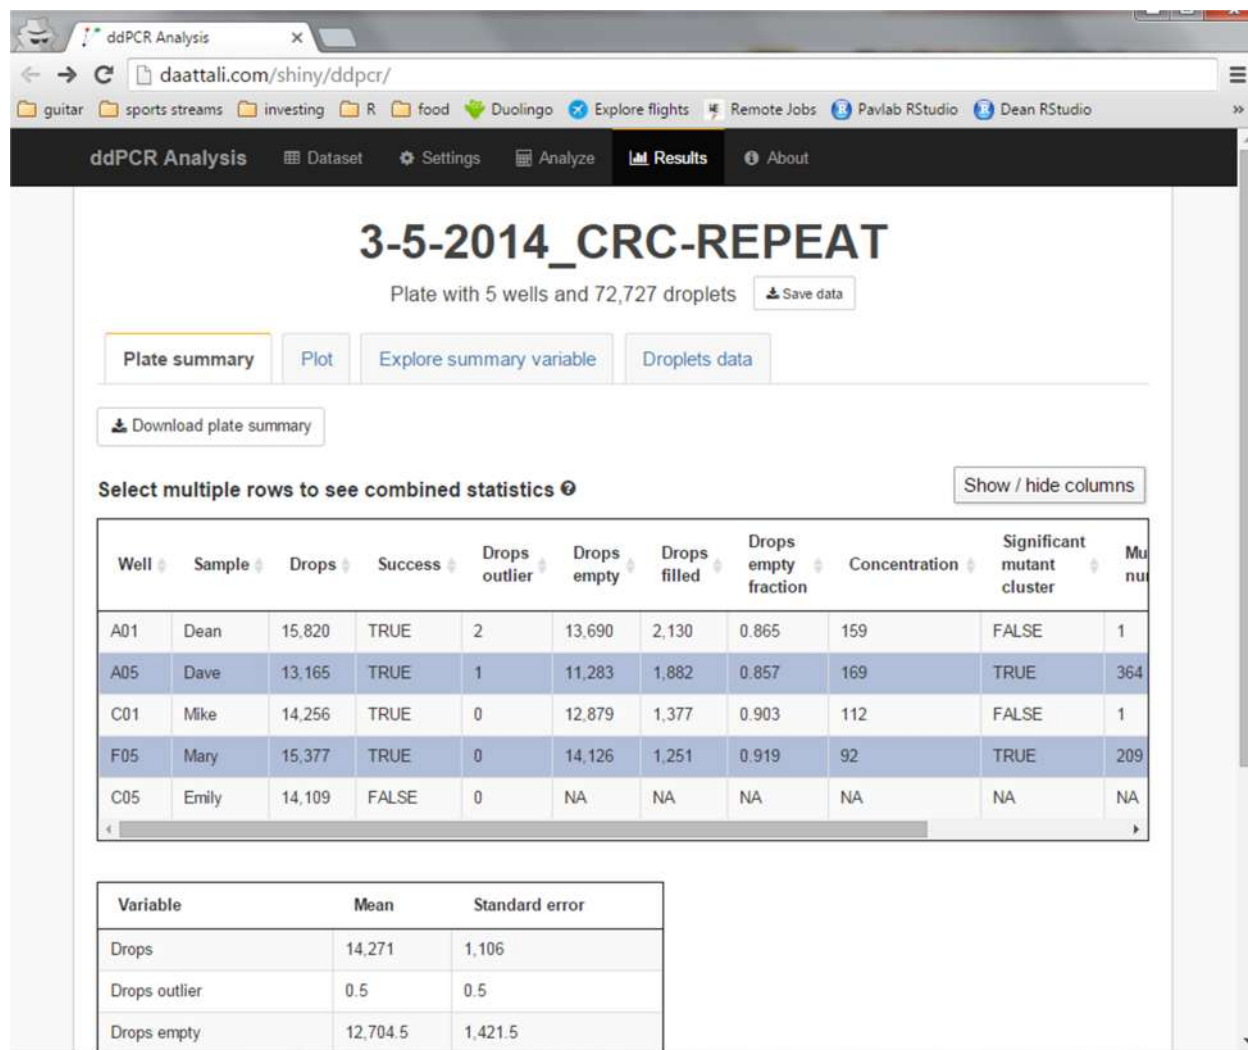 ddPCR Analysis
daattali.com/shiny/ddpcr/
guitar sports streams investing R food Duolingo Explore flights Remote Jobs Pavlab RStudio Dean RStudio »
ddPCR Analysis Dataset Settings Analyze Results About
3-5-2014_CRC-REPEAT
Plate with 5 wells and 72,727 droplets Save data
Plate summary Plot Explore summary variable Droplets data
Download plate summary
Select multiple rows to see combined statistics Show / hide columns
Well Sample Drops Success Drops outlier Drops empty Drops filled Drops empty fraction Concentration Significant mutant cluster Mu nu
A01 Dean 15,820 TRUE 2 13,690 2,130 0.865 159 FALSE 1
A05 Dave 13,165 TRUE 1 11,283 1,882 0.857 169 TRUE 364
C01 Mike 14,256 TRUE 0 12,879 1,377 0.903 112 FALSE 1
F05 Mary 15,377 TRUE 0 14,126 1,251 0.919 92 TRUE 209
C05 Emily 14,109 FALSE 0 NA NA NA NA NA NA
Variable Mean Standard error
Drops 14,271 1,106
Drops outlier 0.5 0.5
Drops empty 12,704.5 1,421.5